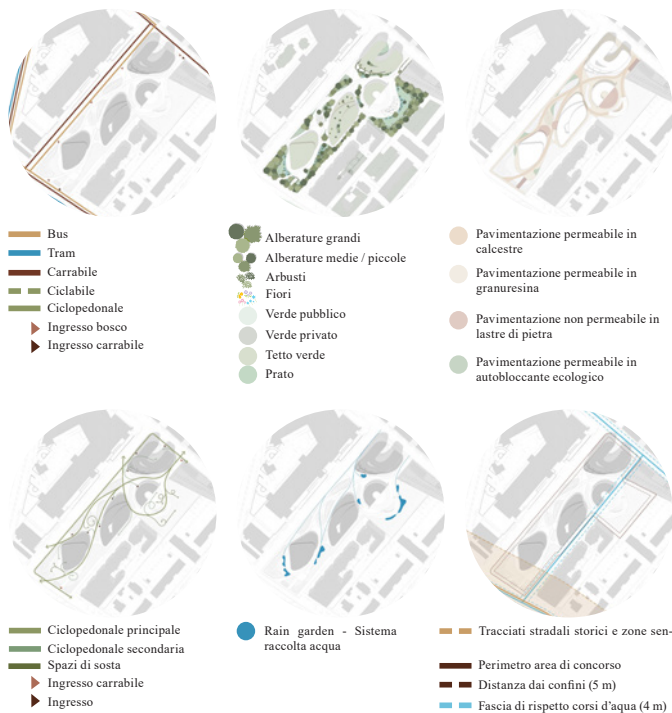 Bus
Tram
Carrabile
Ciclabile
Ciclopedonale
Ingresso bosco
Ingresso carrabile
Alberature grandi
Alberature medie / piccole
Arbusti
Fiori
Verde pubblico
Verde privato
Tetto verde
Prato
Pavimentazione permeabile in
calcestre
Pavimentazione permeabile in
granuresina
Pavimentazione non permeabile in
lastre di pietra
Pavimentazione permeabile in
autobloccante ecologico
Ciclopedonale principale
Ciclopedonale secondaria
Spazi di sosta
Ingresso carrabile
Ingresso
Rain garden - Sistema
raccolta acqua
Tracciati stradali storici e zone sen-
Perimetro area di concorso
Distanza dai confini (5 m)
Fascia di rispetto corsi d'aqua (4 m)